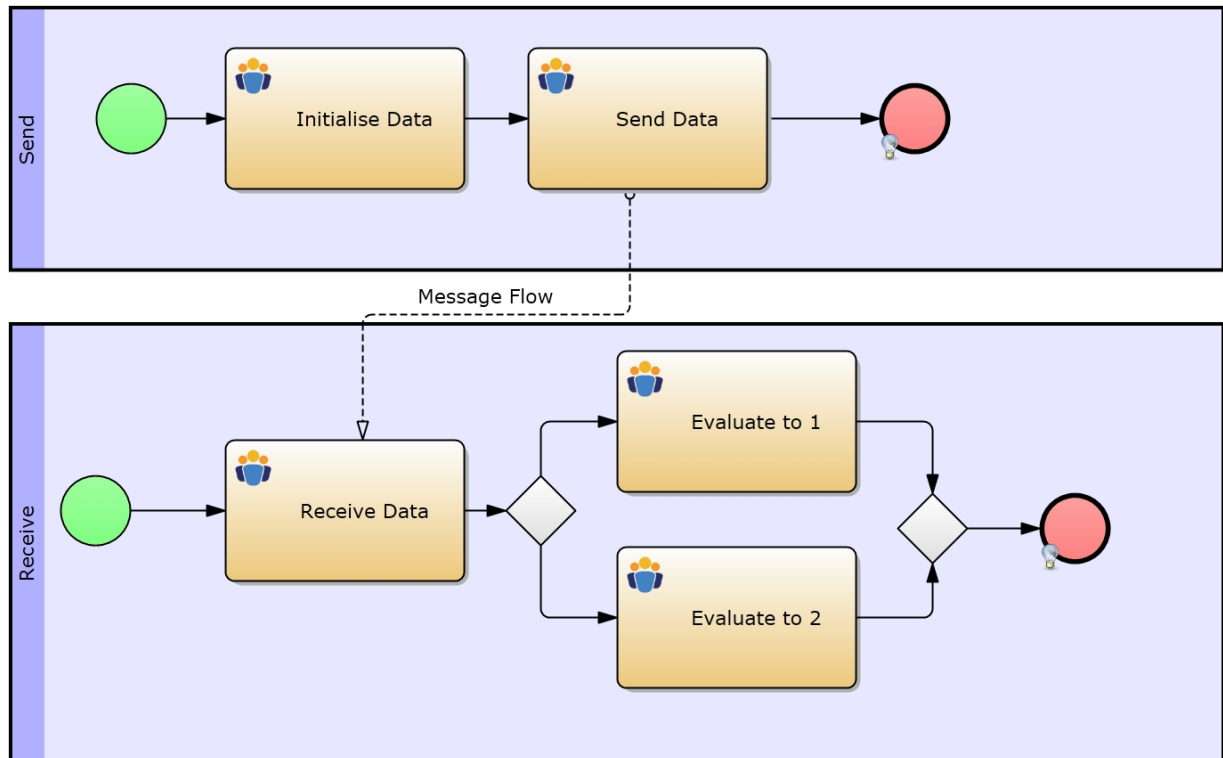 Send
Initialise Data
Send Data
Message Flow
Receive
Receive Data
Evaluate to 1
Evaluate to 2